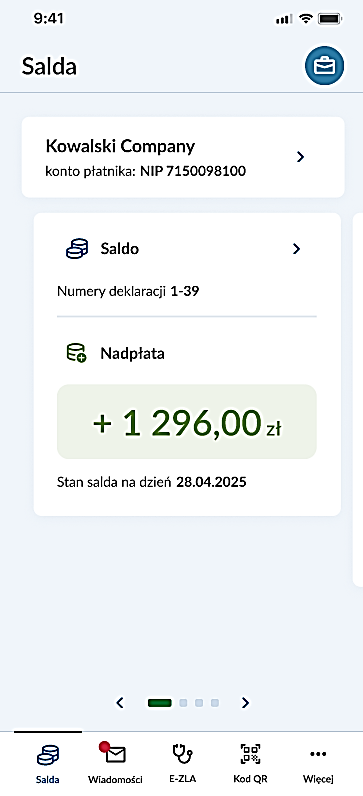 9:41
Salda
Kowalski Company
konto płatnika: NIP 7150098100
Saldo
Numery deklaracji 1-39
Nadpłata
+ 1 296,00 zł
Stan salda na dzień 28.04.2025
Salda
Wiadomości
E-ZLA
Kod QR
Więcej